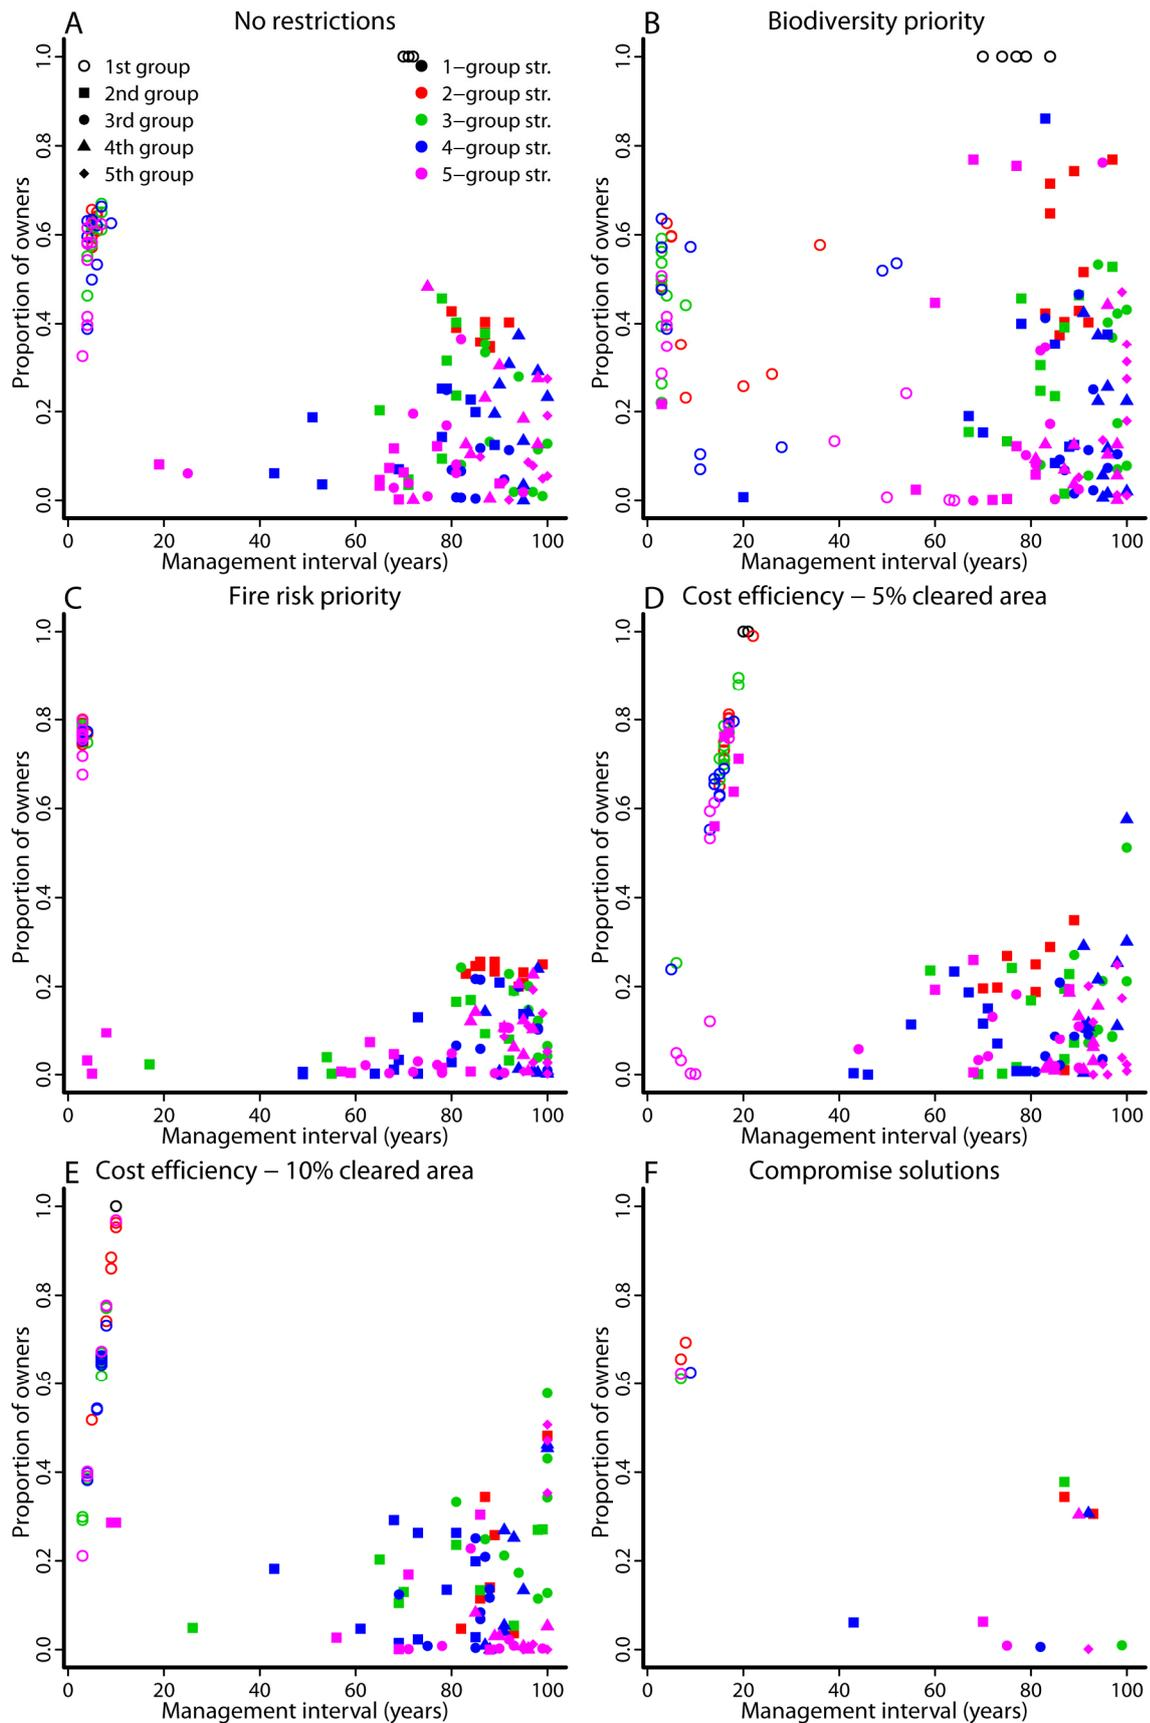 A No restrictions
1.0
0.8
0.6
0.4
0.2
0.0
Proportion of owners
1st group
2nd group
3rd group
4th group
5th group
1−group str.
2−group str.
3−group str.
4−group str.
5−group str.
0 20 40 60 80 100
Management interval (years)
B Biodiversity priority
1.0
0.8
0.6
0.4
0.2
0.0
Proportion of owners
0 20 40 60 80 100
Management interval (years)
C Fire risk priority
1.0
0.8
0.6
0.4
0.2
0.0
Proportion of owners
0 20 40 60 80 100
Management interval (years)
D Cost efficiency − 5% cleared area
1.0
0.8
0.6
0.4
0.2
0.0
Proportion of owners
0 20 40 60 80 100
Management interval (years)
E Cost efficiency − 10% cleared area
1.0
0.8
0.6
0.4
0.2
0.0
Proportion of owners
0 20 40 60 80 100
Management interval (years)
F Compromise solutions
1.0
0.8
0.6
0.4
0.2
0.0
Proportion of owners
0 20 40 60 80 100
Management interval (years)